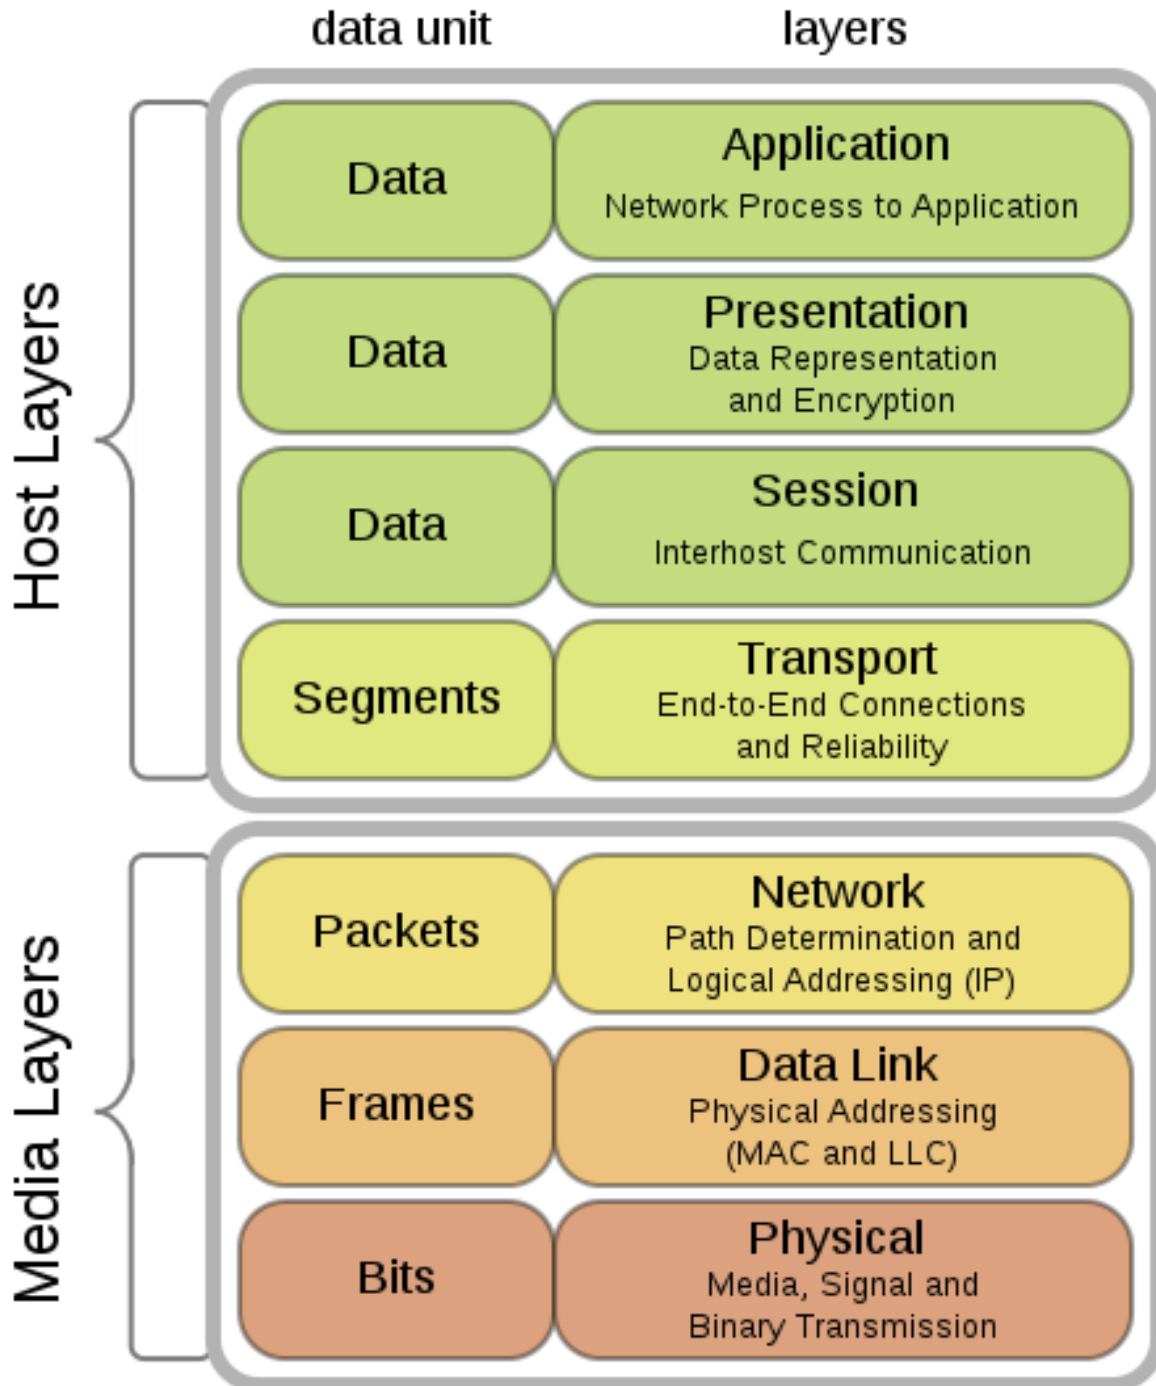 data unit layers
Host Layers
Data
Application
Network Process to Application
Data
Presentation
Data Representation
and Encryption
Data
Session
Interhost Communication
Segments
Transport
End-to-End Connections
and Reliability
Media Layers
Packets
Network
Path Determination and
Logical Addressing (IP)
Frames
Data Link
Physical Addressing
(MAC and LLC)
Bits
Physical
Media, Signal and
Binary Transmission